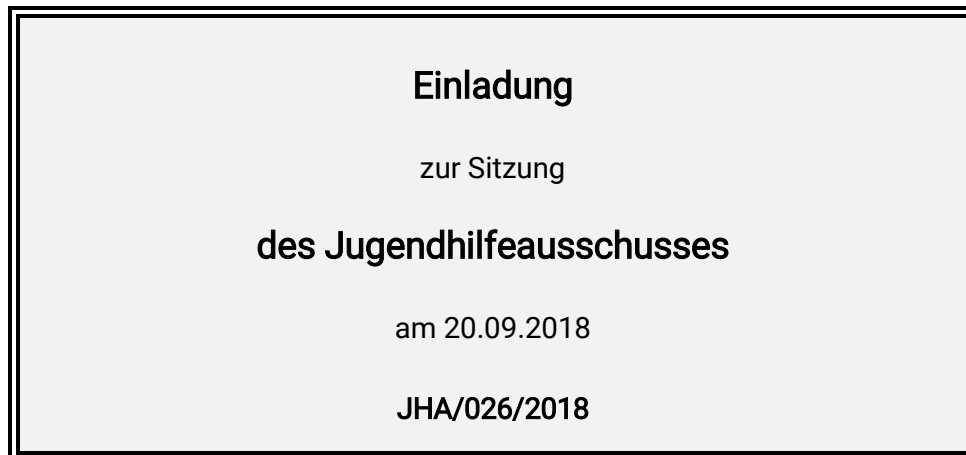 Einladung
zur Sitzung
des Jugendhilfeausschusses
am 20.09.2018
JHA/026/2018